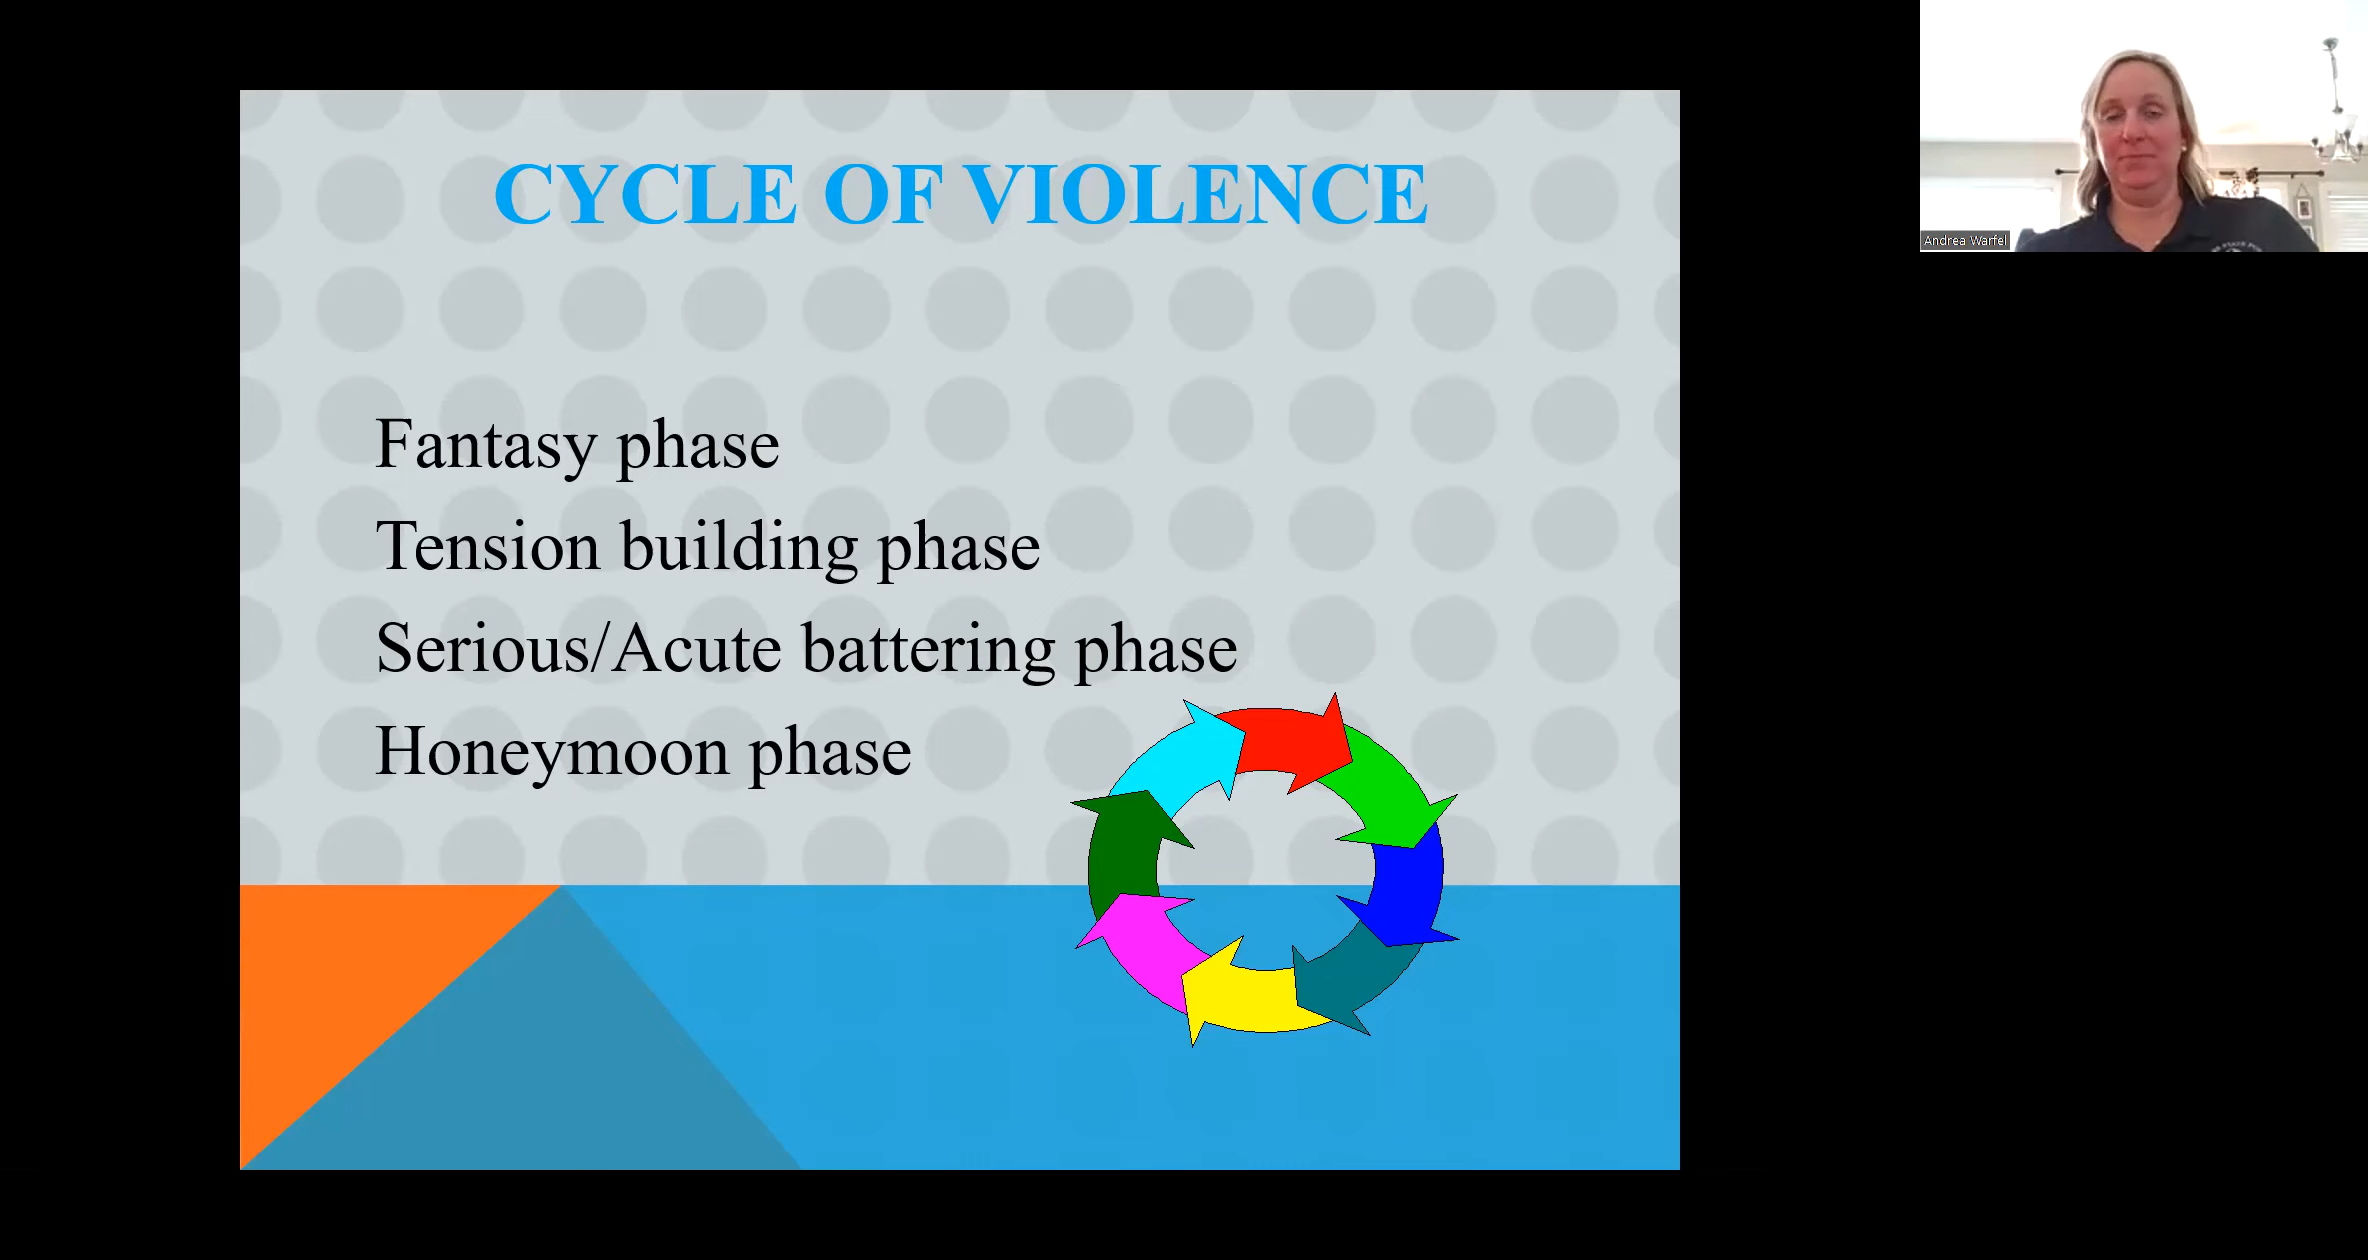 CYCLE OF VIOLENCE
Fantasy phase
Tension building phase
Serious/Acute battering phase
Honeymoon phase
Andrea Warfel